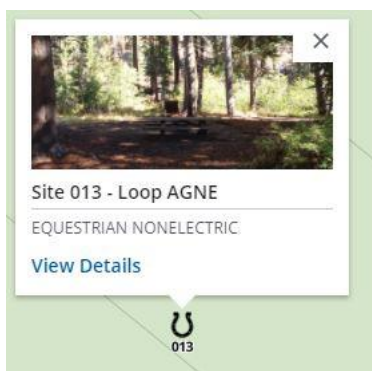 Site 013 - Loop AGNE
EQUESTRIAN NONELECTRIC
View Details
013